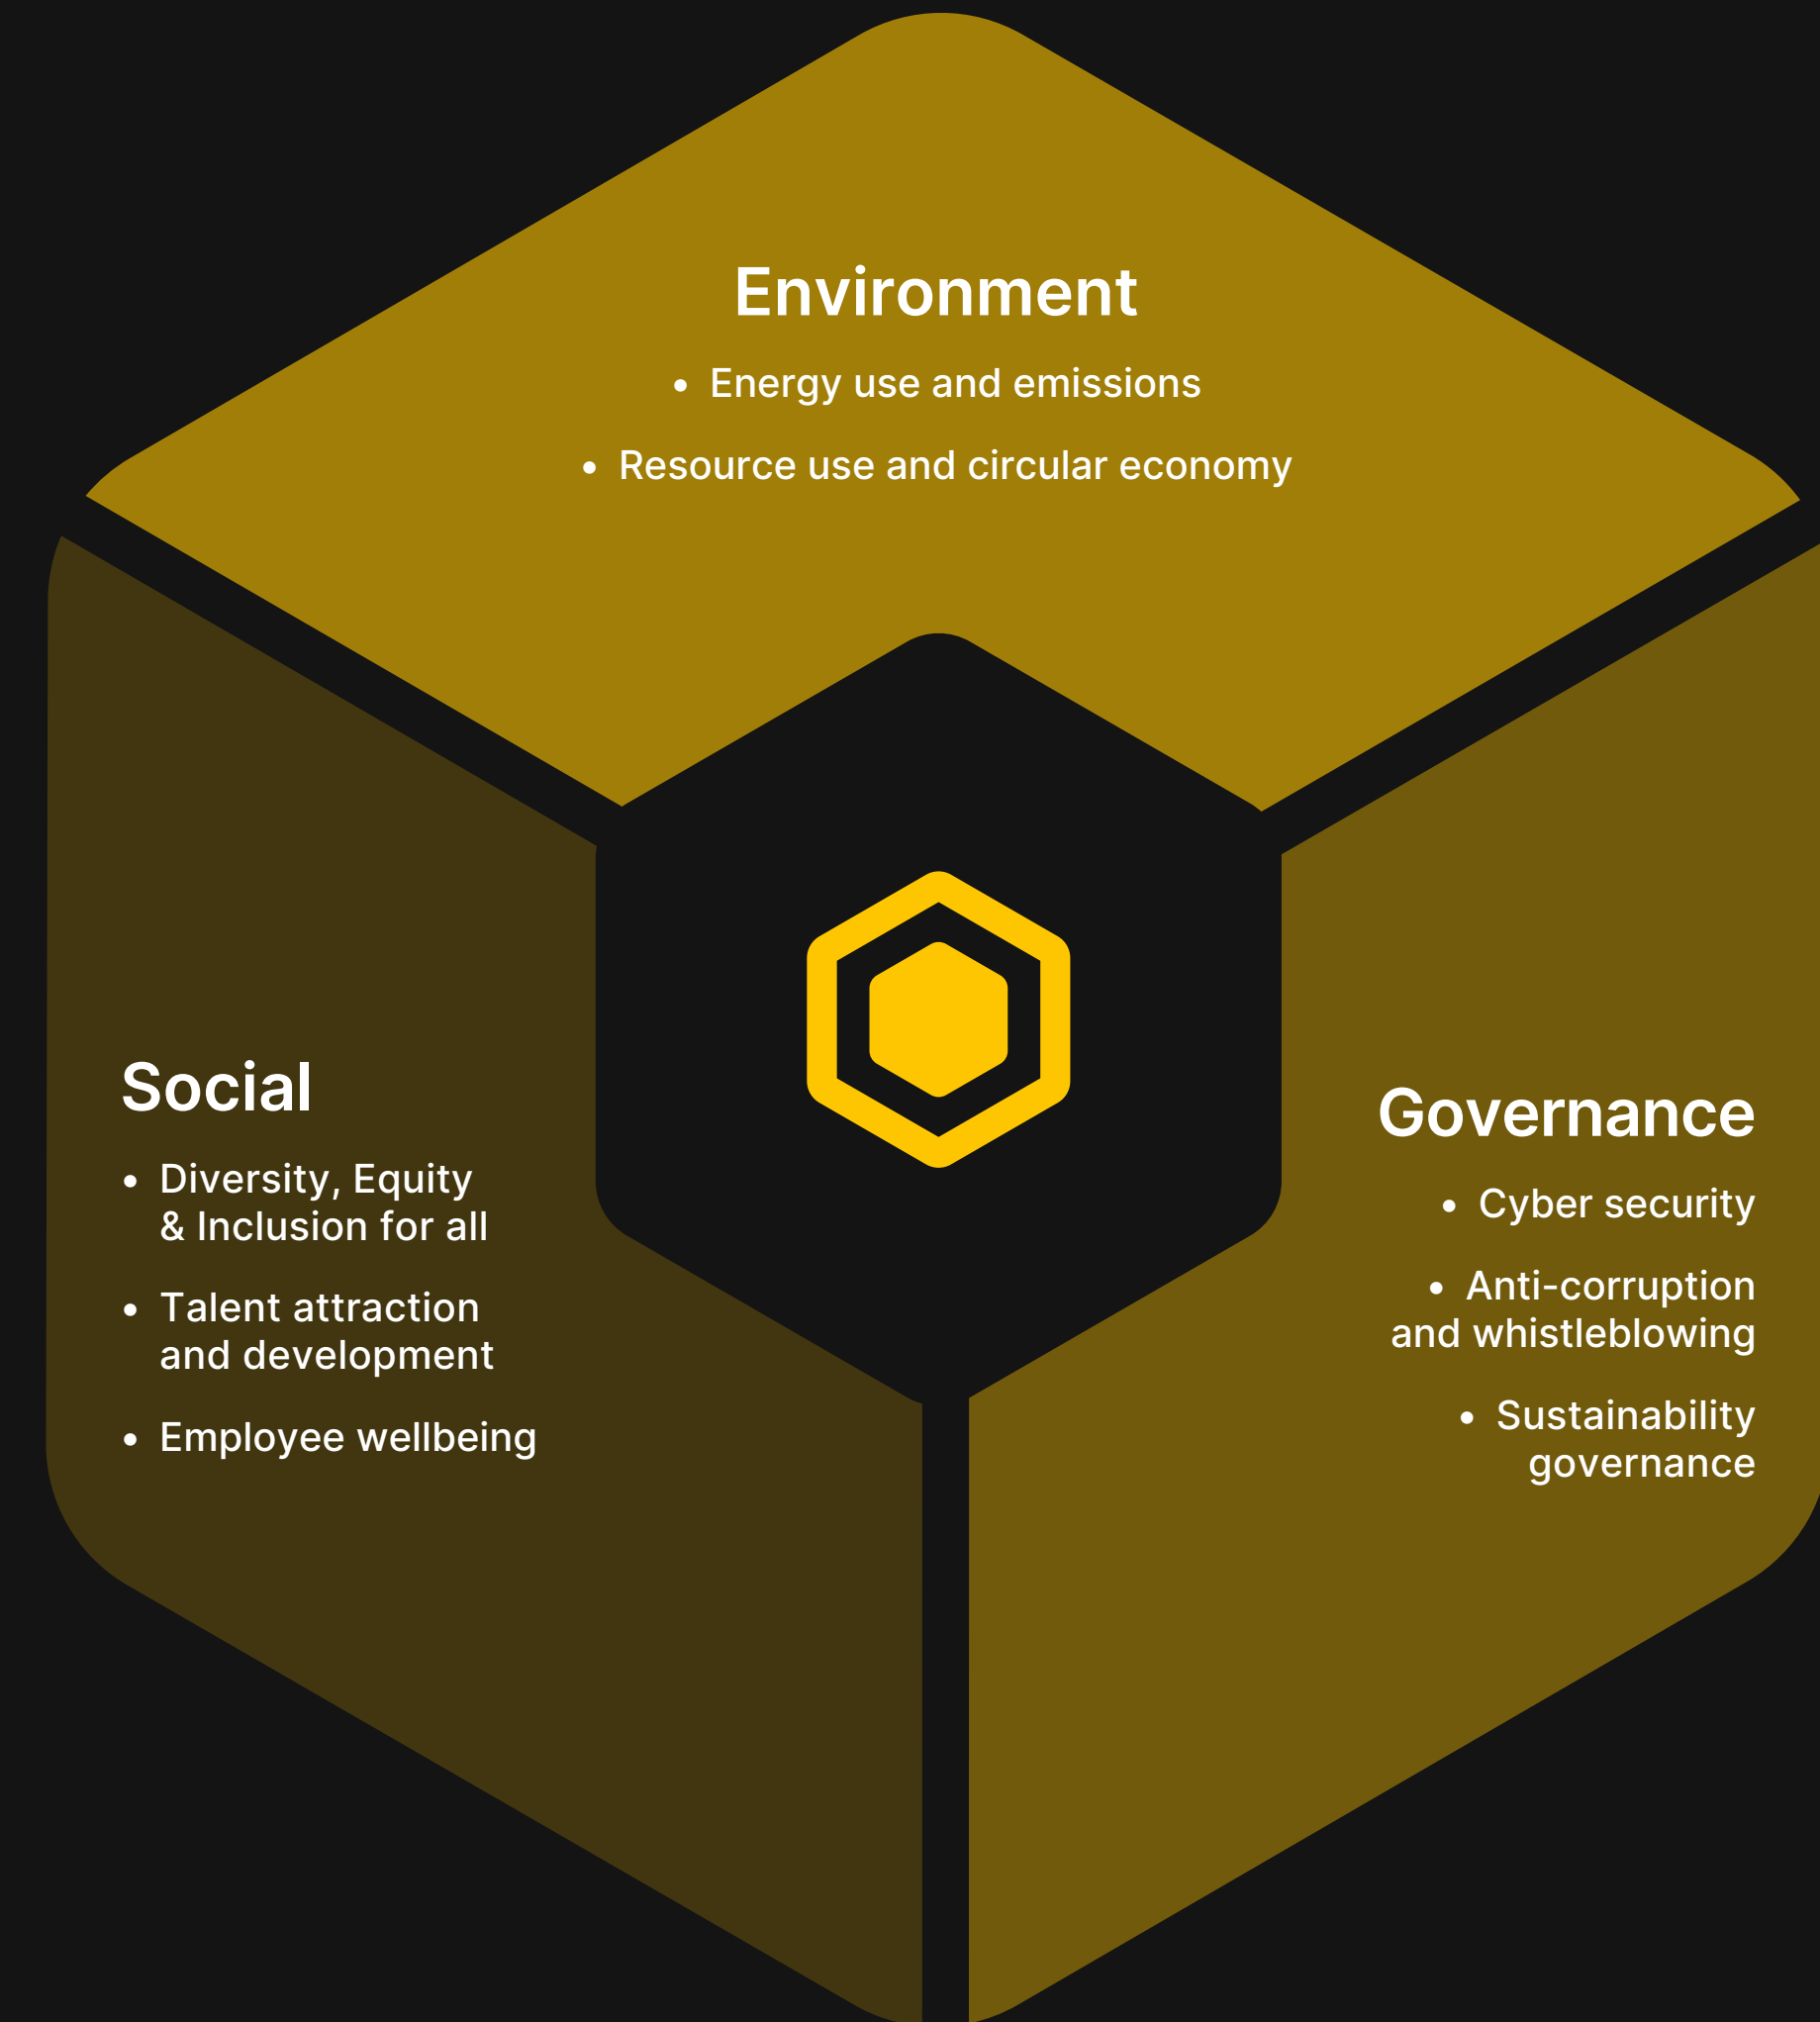 Environment
• Energy use and emissions
• Resource use and circular economy
Social
• Diversity, Equity
& Inclusion for all
• Talent attraction
and development
• Employee wellbeing
Governance
• Cyber security
• Anti-corruption
and whistleblowing
• Sustainability
governance